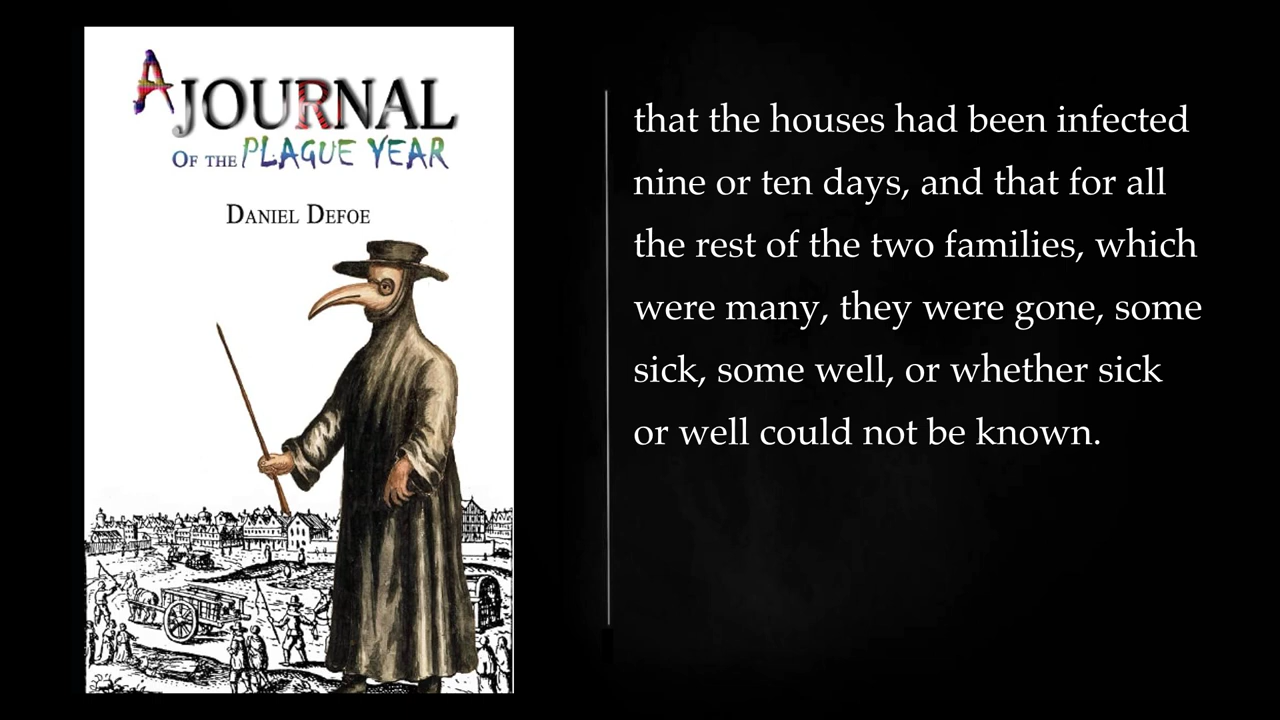 A JOURNAL
OF THE PLAGUE YEAR
DANIEL DEFOE
that the houses had been infected
nine or ten days, and that for all
the rest of the two families, which
were many, they were gone, some
sick, some well, or whether sick
or well could not be known.